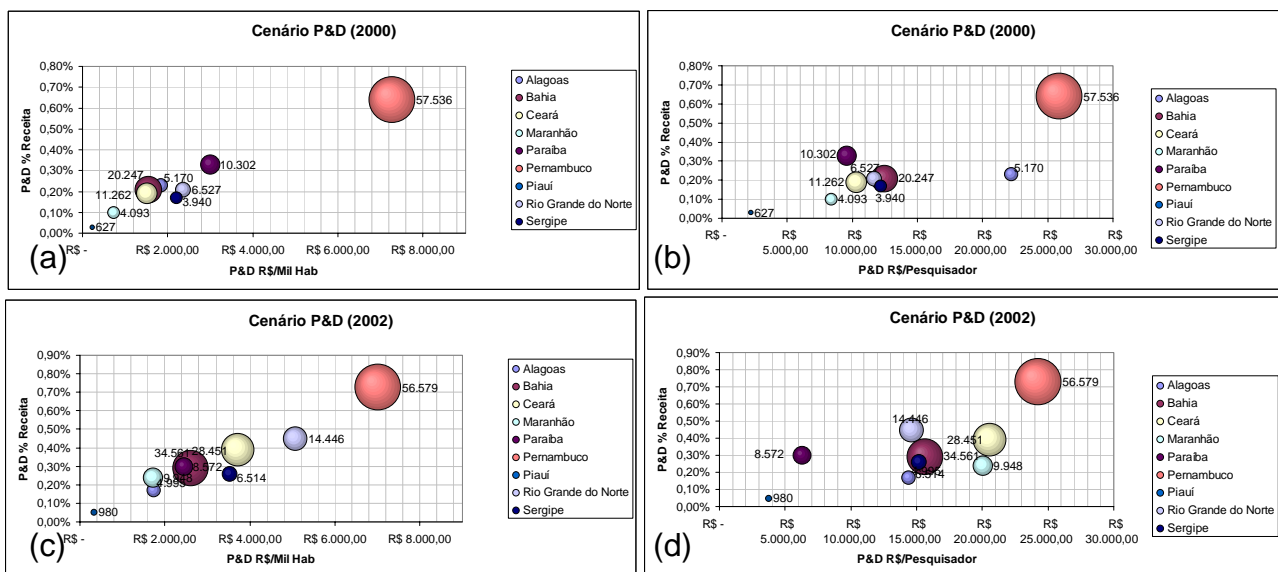 Cenário P&D (2000)
P&D % Receita
0,80%
0,70%
0,60%
0,50%
0,40%
0,30%
0,20%
0,10%
0,00%
57.536
10.302
20.247
5.170
11.262
6.527
3.940
4.093
627
R$ -
R$ 2.000,00
R$ 4.000,00
R$ 6.000,00
R$ 8.000,00
P&D R$/Mil Hab
(a)
Alagoas
Bahia
Ceará
Maranhão
Paraíba
Pernambuco
Piauí
Rio Grande do Norte
Sergipe
Cenário P&D (2000)
P&D % Receita
0,80%
0,70%
0,60%
0,50%
0,40%
0,30%
0,20%
0,10%
0,00%
57.536
10.302
6.527
5.170
11.262
20.247
4.093
3.940
627
R$ -
R$ 5.000,00
R$ 10.000,00
R$ 15.000,00
R$ 20.000,00
R$ 25.000,00
R$ 30.000,00
P&D R$/Pesquisador
(b)
Alagoas
Bahia
Ceará
Maranhão
Paraíba
Pernambuco
Piauí
Rio Grande do Norte
Sergipe
Cenário P&D (2002)
P&D % Receita
0,90%
0,80%
0,70%
0,60%
0,50%
0,40%
0,30%
0,20%
0,10%
0,00%
56.579
14.446
34.561
28.451
8.572
9.948
6.514
4.995
980
R$ -
R$ 2.000,00
R$ 4.000,00
R$ 6.000,00
R$ 8.000,00
P&D R$/Mil Hab
(c)
Alagoas
Bahia
Ceará
Maranhão
Paraíba
Pernambuco
Piauí
Rio Grande do Norte
Sergipe
Cenário P&D (2002)
P&D % Receita
0,90%
0,80%
0,70%
0,60%
0,50%
0,40%
0,30%
0,20%
0,10%
0,00%
56.579
14.446
28.451
8.572
34.561
9.948
6.514
980
R$ -
R$ 5.000,00
R$ 10.000,00
R$ 15.000,00
R$ 20.000,00
R$ 25.000,00
R$ 30.000,00
P&D R$/Pesquisador
(d)
Alagoas
Bahia
Ceará
Maranhão
Paraíba
Pernambuco
Piauí
Rio Grande do Norte
Sergipe